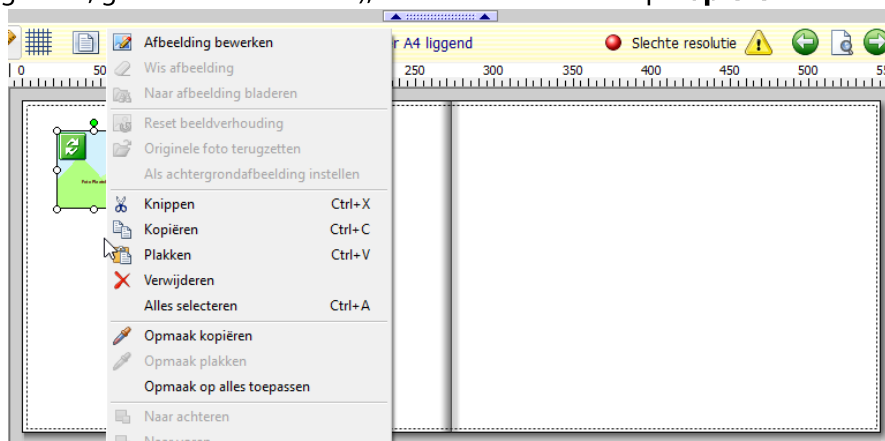 Afbeelding bewerken
r A4 liggend
Slechte resolutie
0 50 250 300 350 400 450 500
Wis afbeelding
Naar afbeelding bladeren
Reset beeldverhouding
Originele foto terugzetten
Als achtergrondafbeelding instellen
Knippen Ctrl+X
Kopiëren Ctrl+C
Plakken Ctrl+V
Verwijderen
Alles selecteren Ctrl+A
Opmaak kopiëren
Opmaak plakken
Opmaak op alles toepassen
Naar achteren